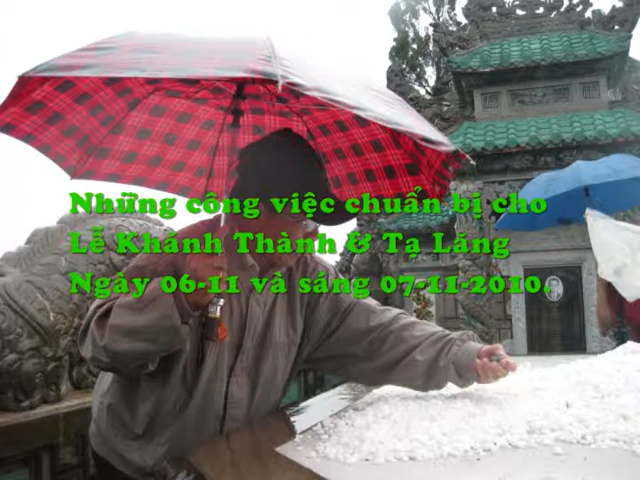 Những công việc chuẩn bị cho
Lễ Khánh Thành & Tạ Lăng
Ngày 06-11 và sáng 07-11-2010.